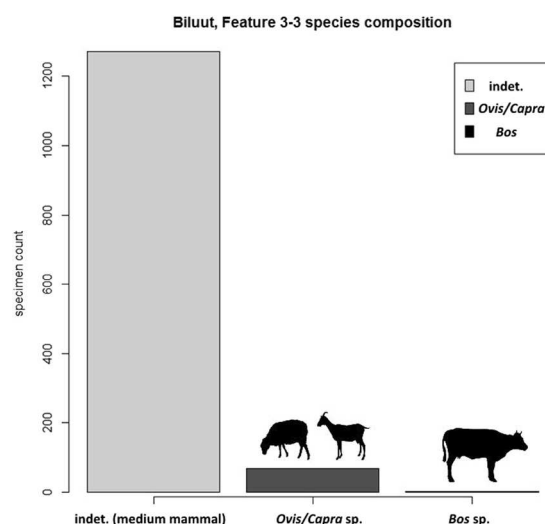 Biluut, Feature 3-3 species composition
indet.
Ovis/Capra
Bos
specimen count
1200
1000
800
600
400
200
0
indet. (medium mammal) Ovis/Capra sp. Bos sp.